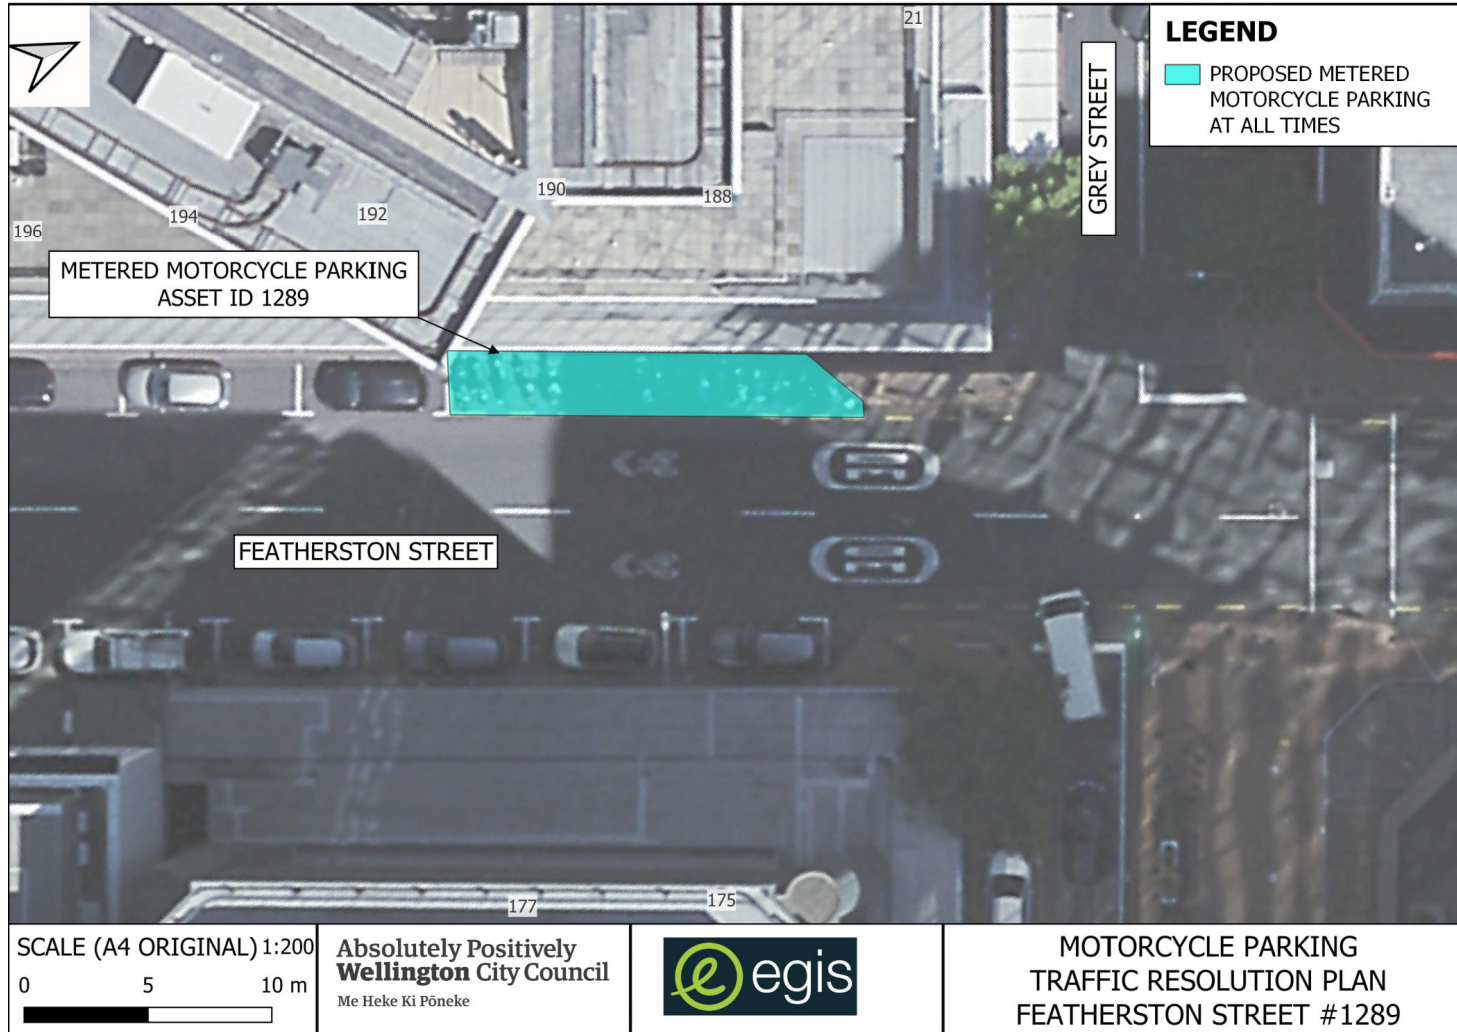 21
LEGEND
PROPOSED METERED
MOTORCYCLE PARKING
AT ALL TIMES
GREY STREET
190
188
192
194
196
METERED MOTORCYCLE PARKING
ASSET ID 1289
FEATHERSTON STREET
177
175
SCALE (A4 ORIGINAL) 1:200
0 5 10 m
Absolutely Positively
Wellington City Council
Me Heke Ki Pōneke
e egis
MOTORCYCLE PARKING
TRAFFIC RESOLUTION PLAN
FEATHERSTON STREET #1289